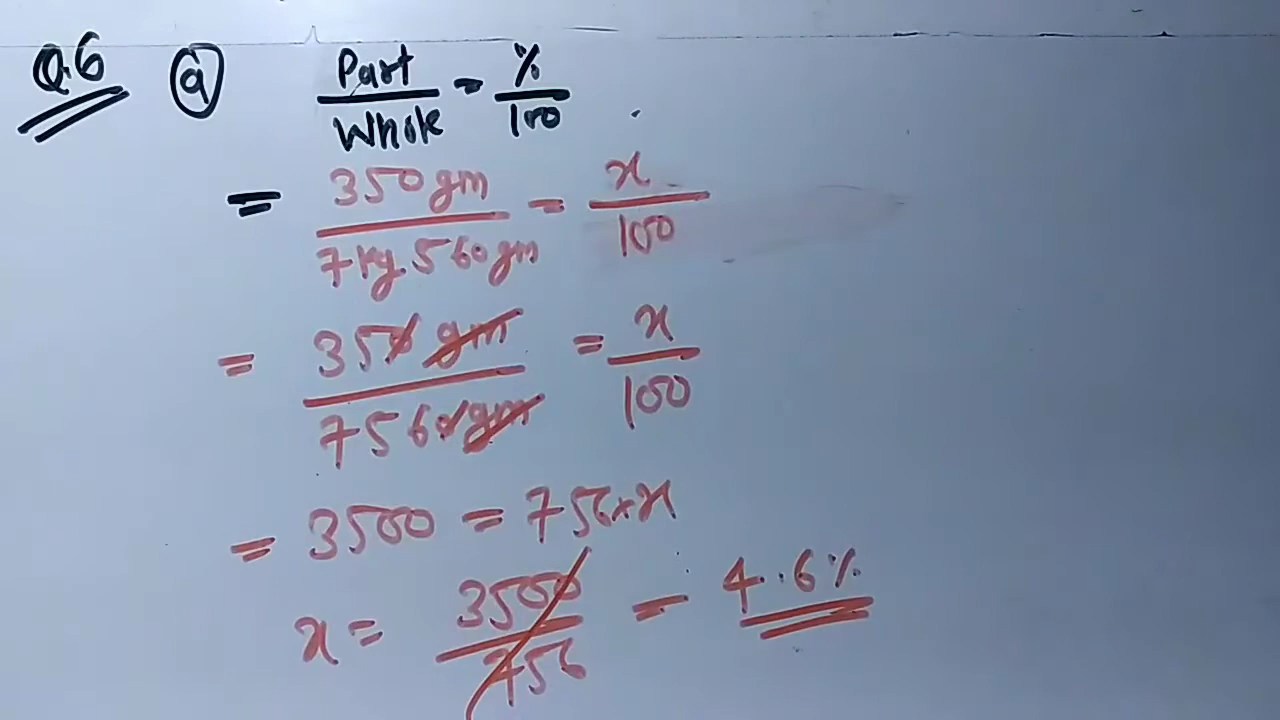 Q.6 (a) Part/Whole = %/100
= 350 gm/7 kg. 560 gm = x/100
= 350 gm/7560 gm = x/100
= 3500 = 756 × x
x = 3500/756 = 4.6%